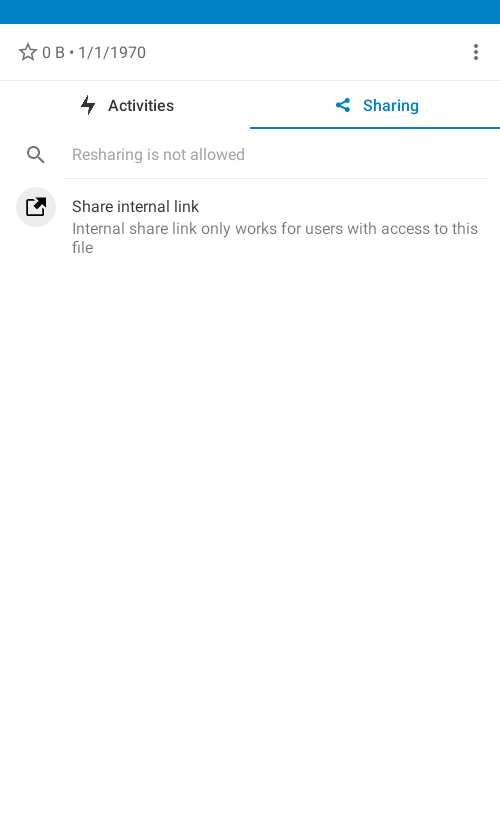 0 B • 1/1/1970
Activities
Sharing
Resharing is not allowed
Share internal link
Internal share link only works for users with access to this
file